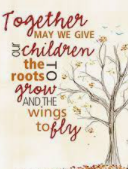 Together
MAY WE GIVE
our children
the
roots TO
grow
AND THE
wings
to fly